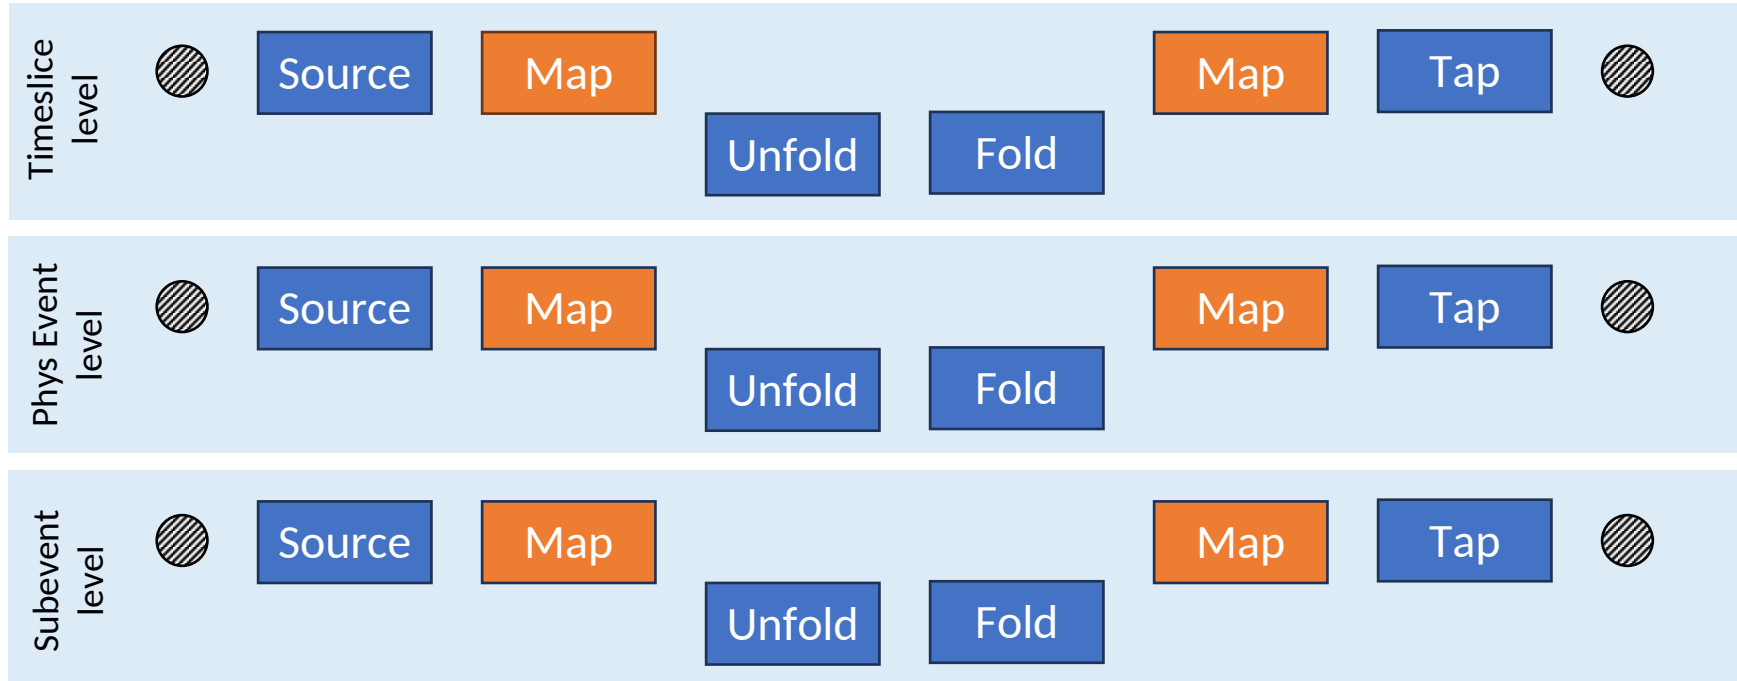 Timeslice
level
Source
Map
Unfold
Fold
Map
Tap
Phys Event
level
Source
Map
Unfold
Fold
Map
Tap
Subevent
level
Source
Map
Unfold
Fold
Map
Tap